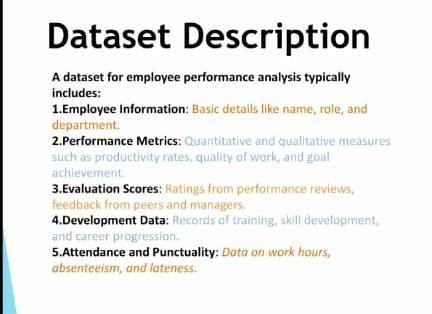 Dataset Description
A dataset for employee performance analysis typically
includes:
1.Employee Information: Basic details like name, role, and
department.
2.Performance Metrics: Quantitative and qualitative measures
such as productivity rates, quality of work, and goal
achievement.
3.Evaluation Scores: Ratings from performance reviews,
feedback from peers and managers.
4.Development Data: Records of training, skill development,
and career progression.
5.Attendance and Punctuality: Data on work hours,
absenteeism, and lateness.